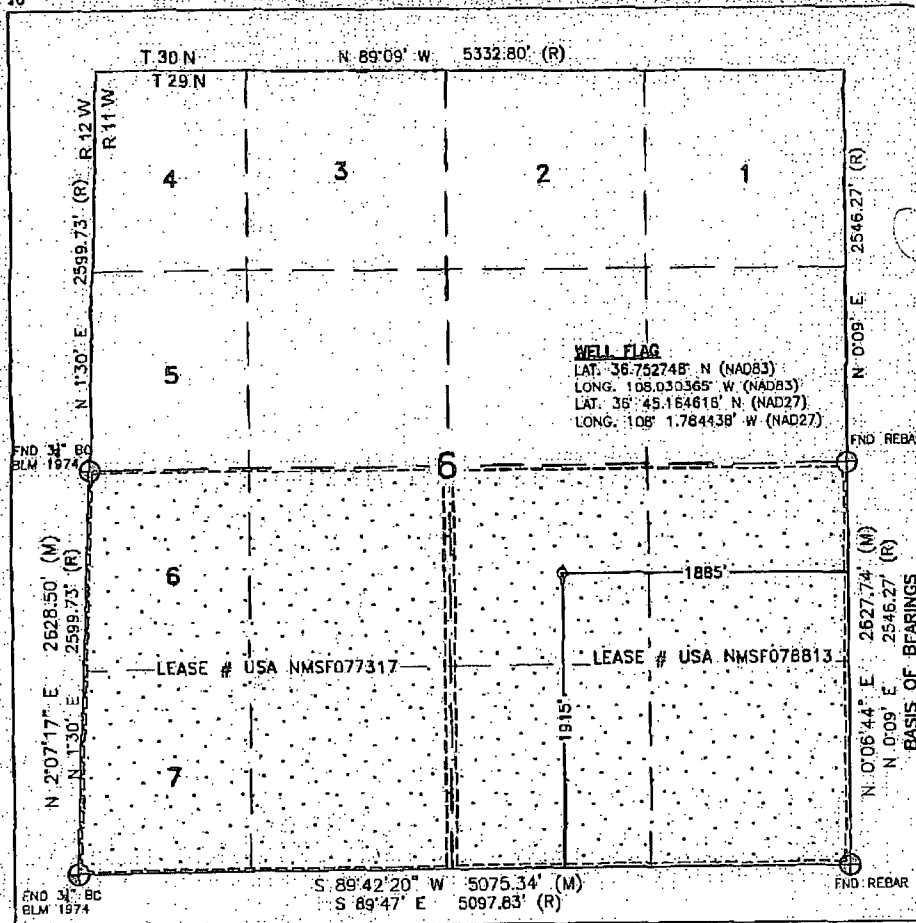 T 30 N
N 89°09' W 5332.80' (R)
T 29 N
R 12 W
R 11 W
4
3
2
1
N 1°30' E 2599.73' (R)
N 0°09' E 2546.27' (R)
5
WELL FLAG
LAT. 36.752748° N (NAD83)
LONG. 108.030365° W (NAD83)
LAT. 36° 45.164616' N (NAD27)
LONG. 108° 1.784438' W (NAD27)
FND 3¼" BC
BLM 1974
6
FND REBA
6
1885'
LEASE # USA NMSF077317
LEASE # USA NMSF078813
1915'
N 2°07'17" E 2628.50' (M)
N 1°30' E 2599.73' (R)
N 0°06'44" E 2627.74' (M)
N 0°09' E 2546.27' (R)
BASIS OF BEARINGS
7
FND 3¼" BC
BLM 1974
S 89°42'20" W 5075.34' (M)
S 89°47' E 5097.83' (R)
FND REBAR